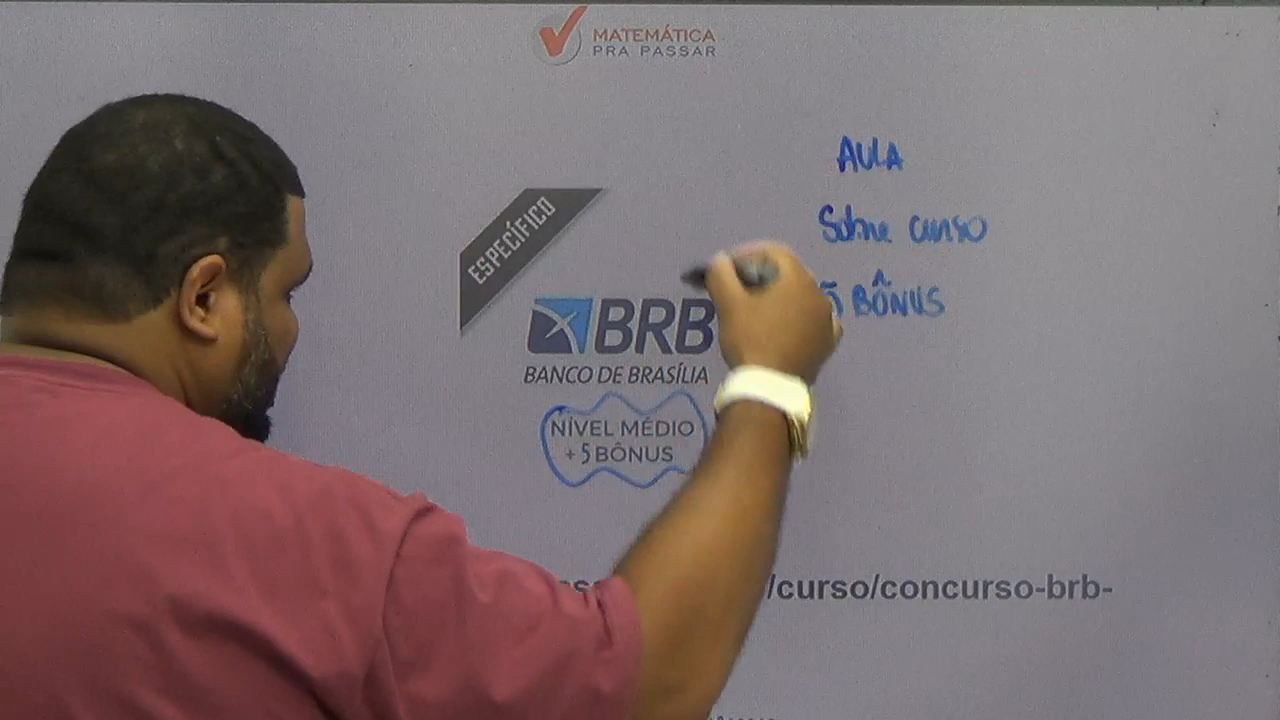 MATEMÁTICA
PRA PASSAR
AULA
ESPECÍFICO
Sobre curso
5 BÔNUS
BRB
BANCO DE BRASÍLIA
NÍVEL MÉDIO
+ 5 BÔNUS
/curso/concurso-brb-